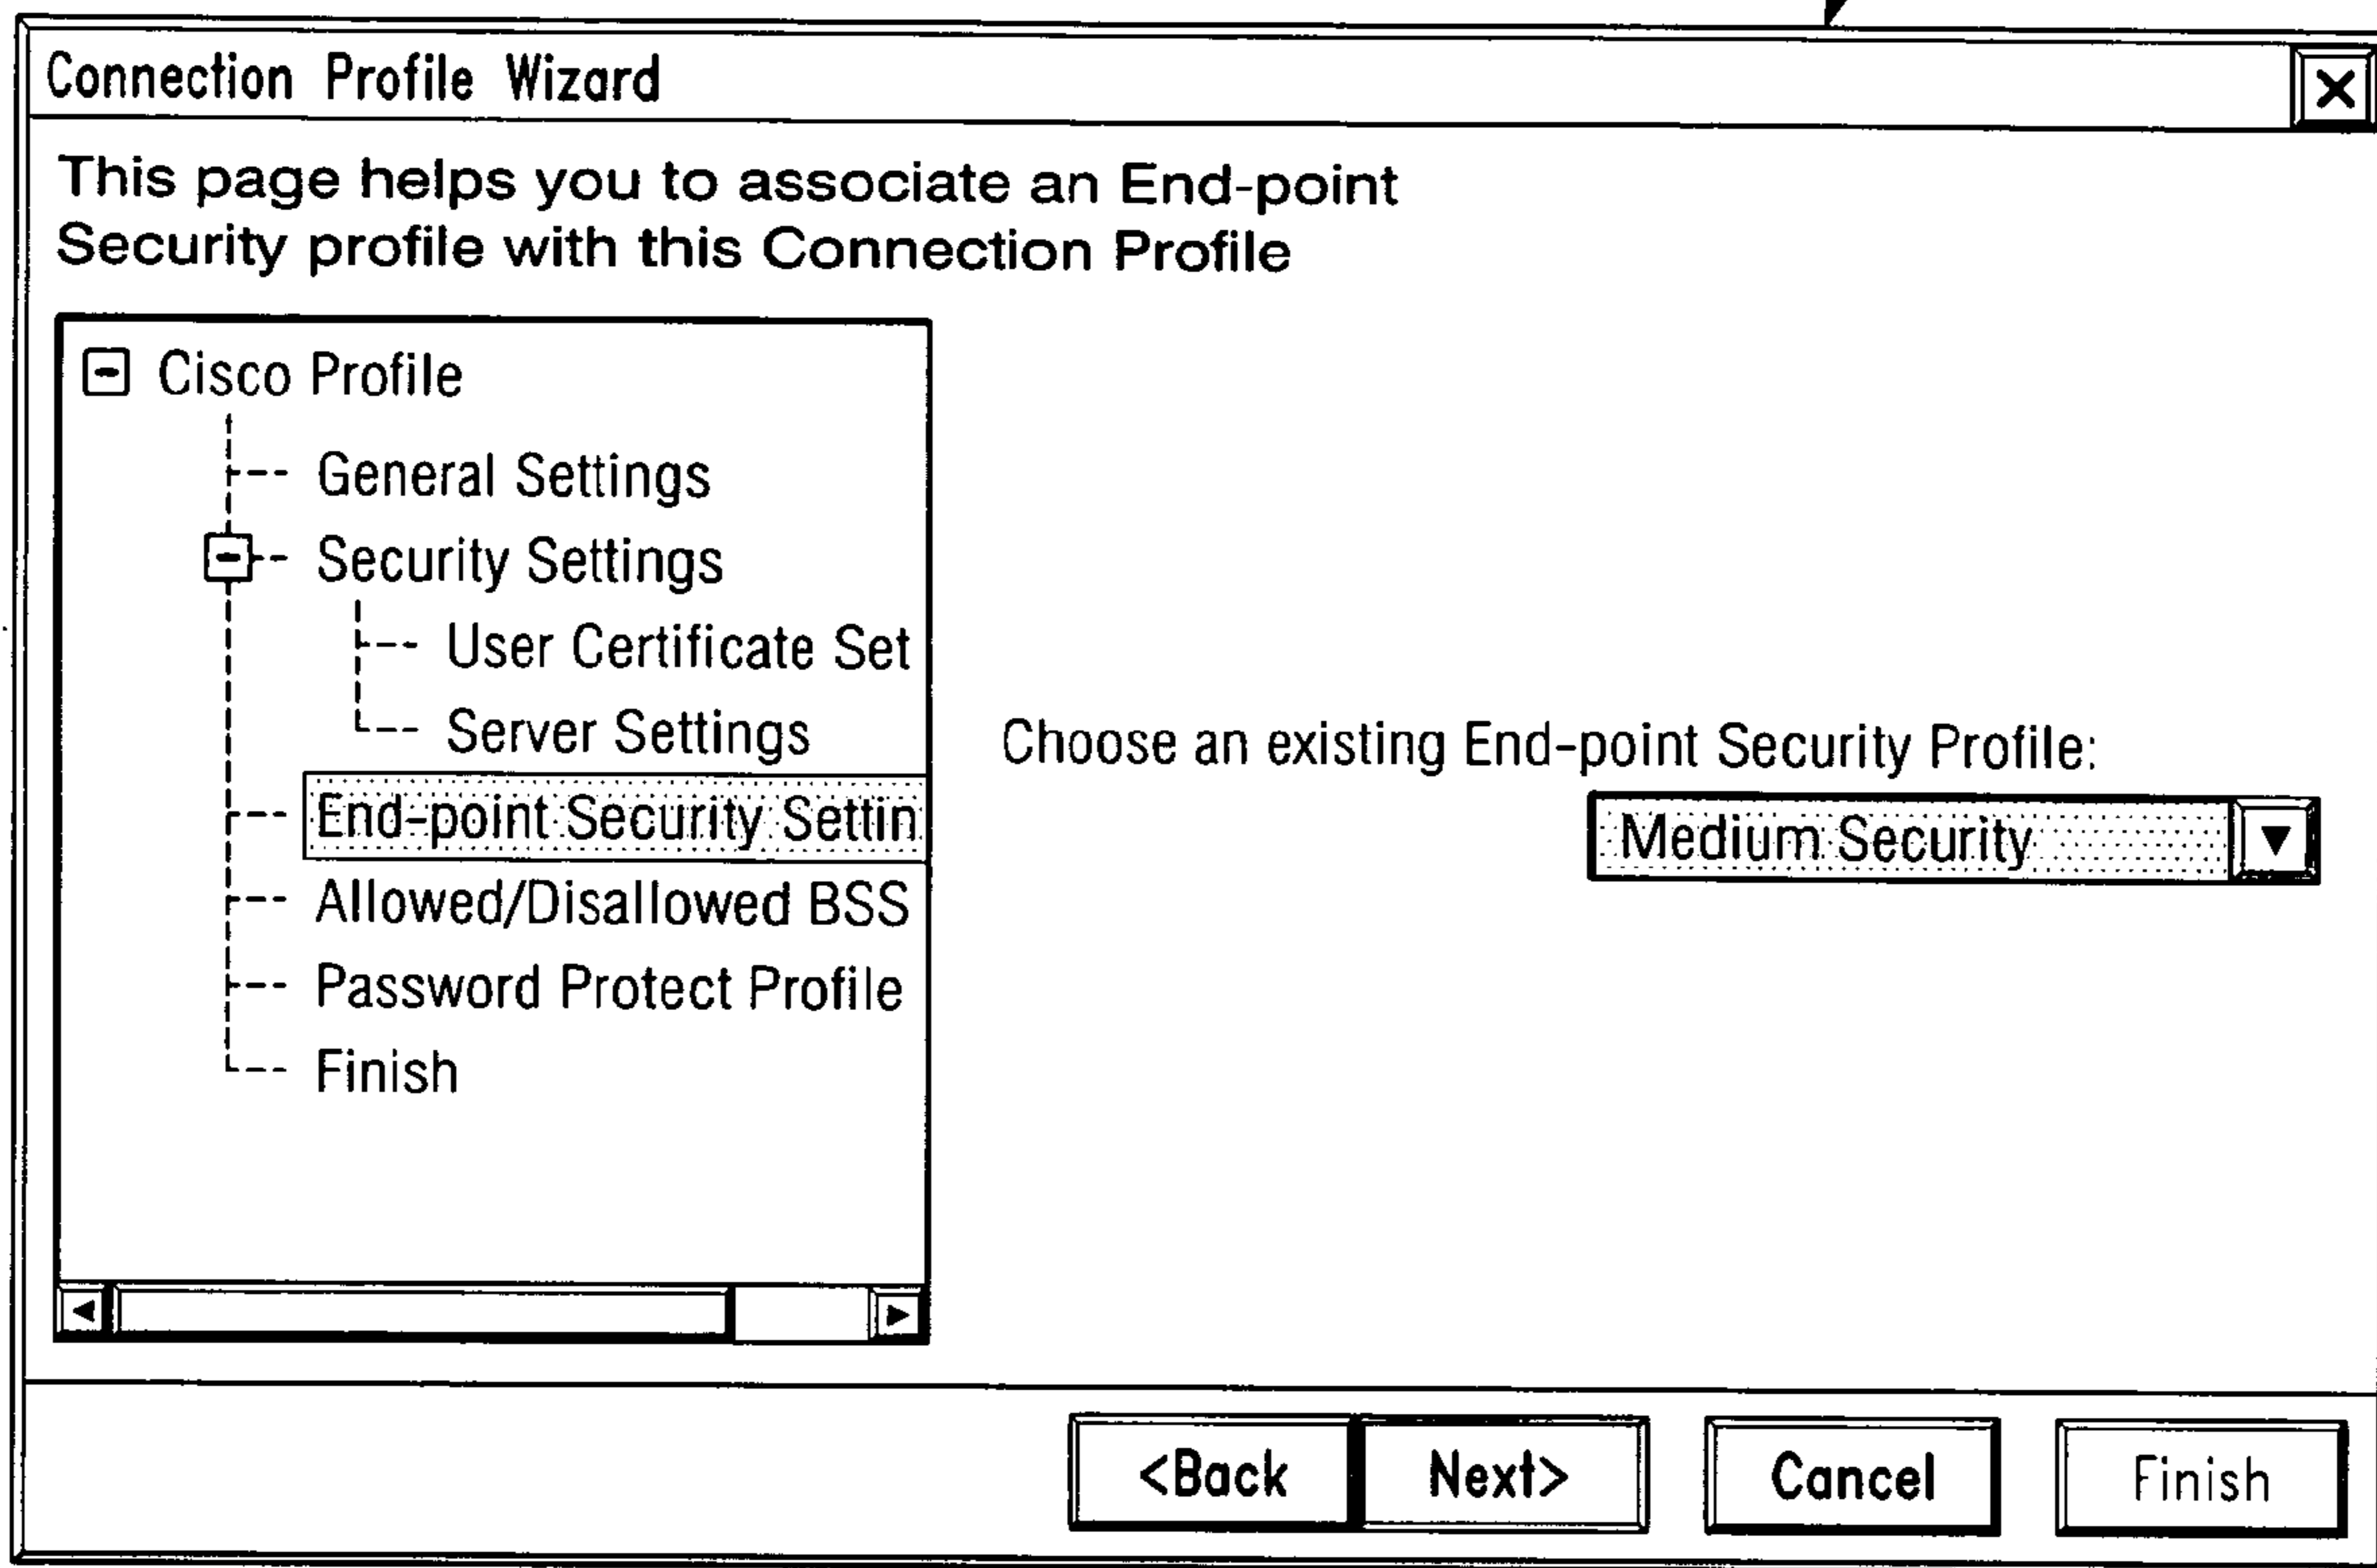 Connection Profile Wizard
This page helps you to associate an End-point
Security profile with this Connection Profile
Cisco Profile
General Settings
Security Settings
User Certificate Set
Server Settings
End-point Security Settin
Allowed/Disallowed BSS
Password Protect Profile
Finish
Choose an existing End-point Security Profile:
Medium Security
<Back
Next>
Cancel
Finish